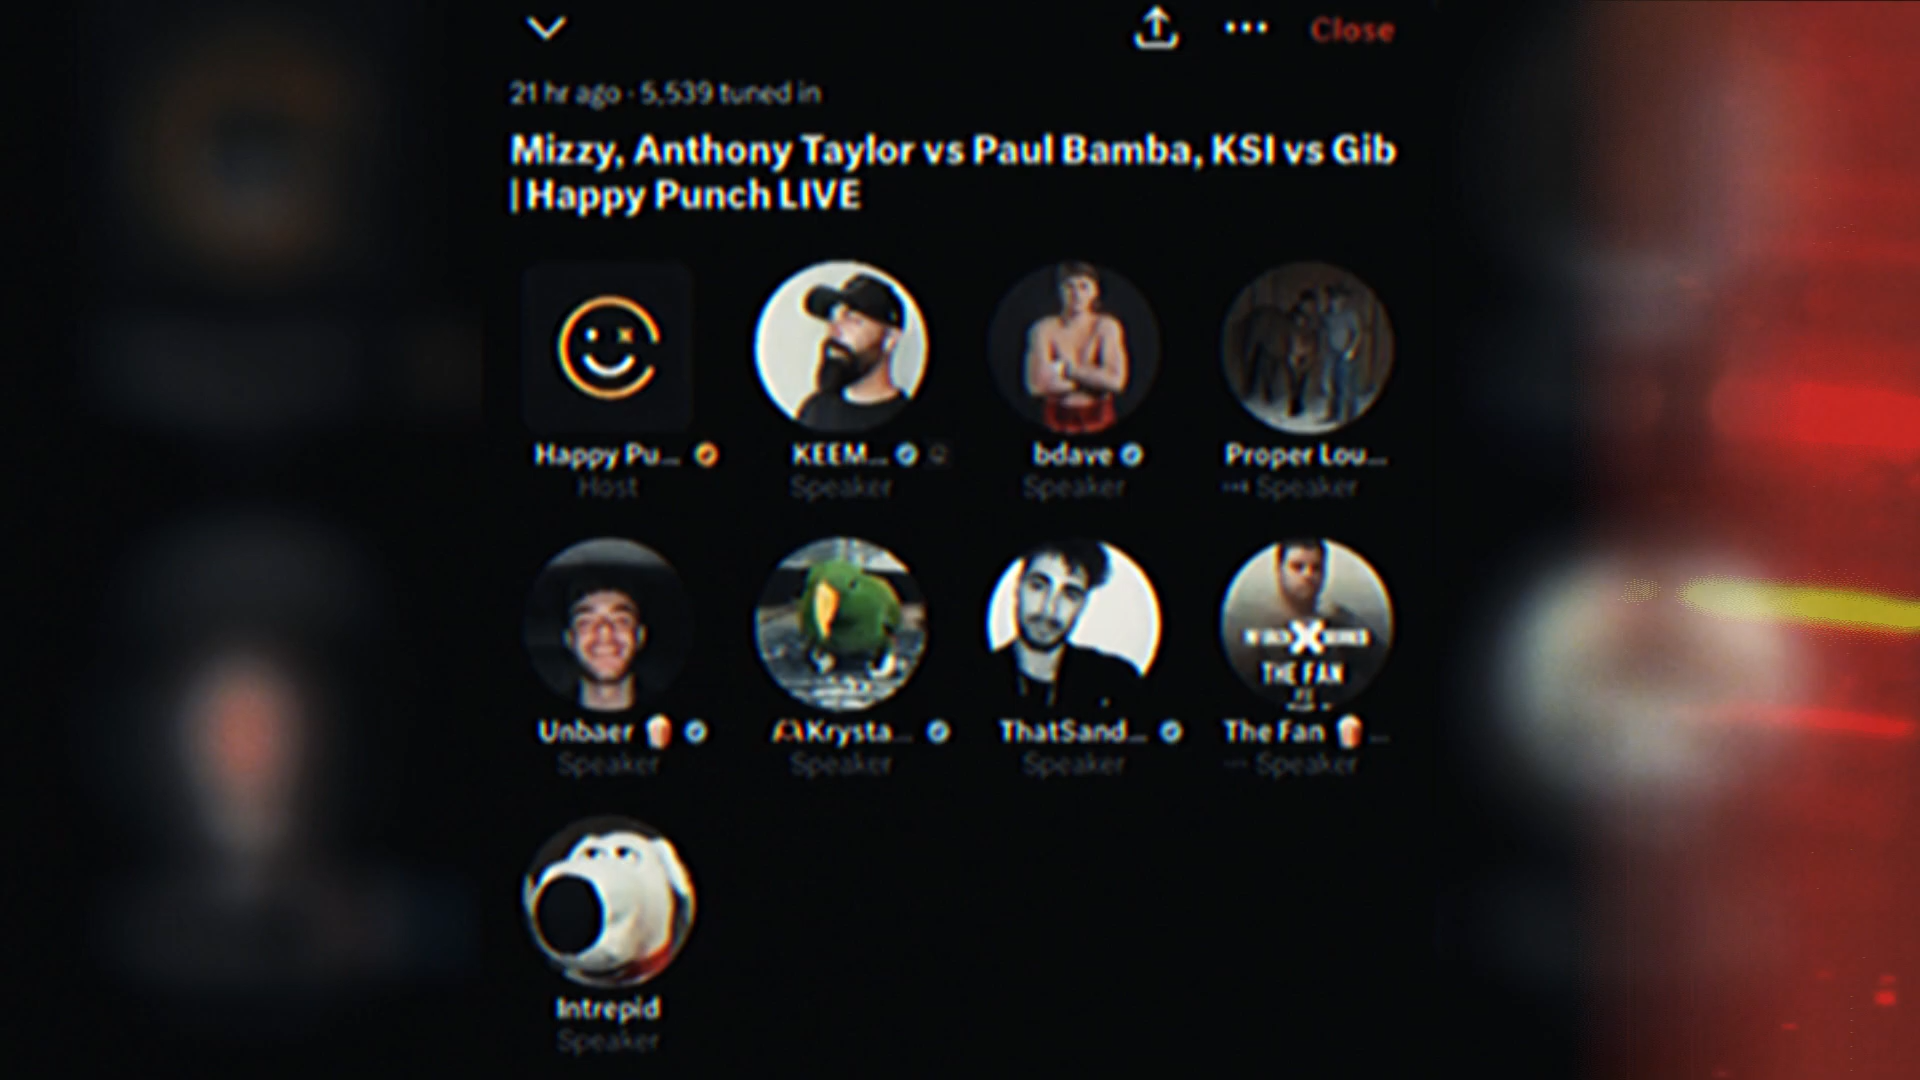 Close
21 hr ago · 5,539 tuned in
Mizzy, Anthony Taylor vs Paul Bamba, KSI vs Gib
| Happy Punch LIVE
Happy Pu... KEEM... bdave Proper Lou...
Host Speaker Speaker Speaker
Unbaer Krysta... ThatSand... The Fan ...
Speaker Speaker Speaker Speaker
X
THE FAN
Intrepid
Speaker